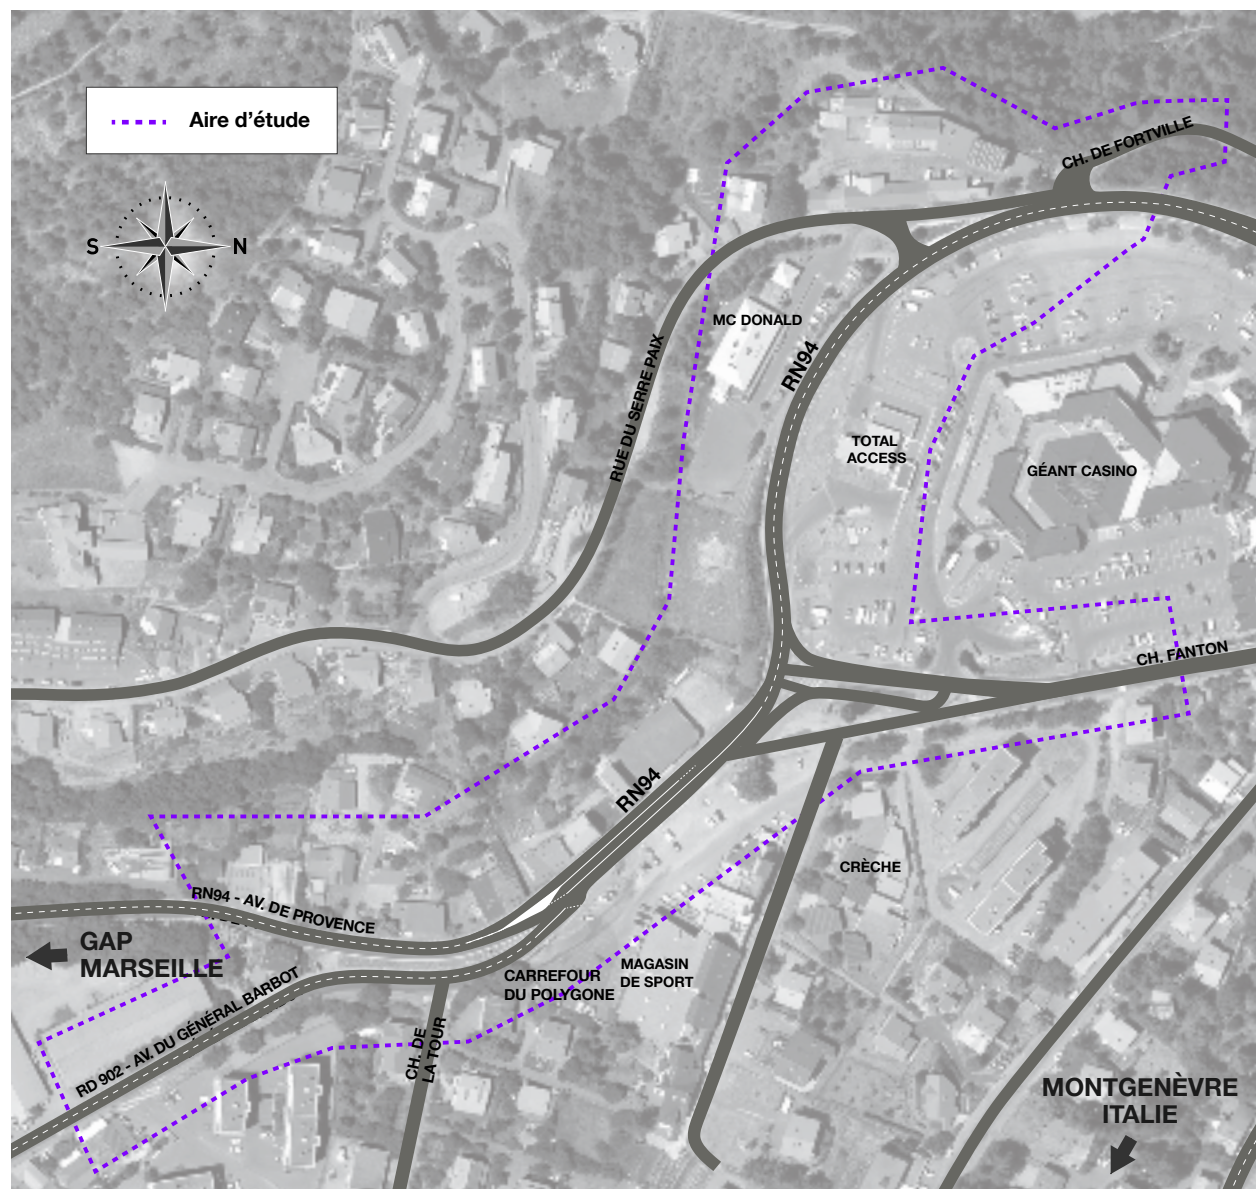 Aire d’étude
S
N
CH. DE FORTVILLE
MC DONALD
RN94
RUE DU SERRE PAIX
TOTAL
ACCESS
GÉANT CASINO
CH. FANTON
RN94
CRÈCHE
RN94 - AV. DE PROVENCE
GAP
MARSEILLE
RD 902 - AV. DU GÉNÉRAL BARBOT
CARREFOUR
DU POLYGONE
MAGASIN
DE SPORT
CH. DE
LA TOUR
MONTGENÈVRE
ITALIE